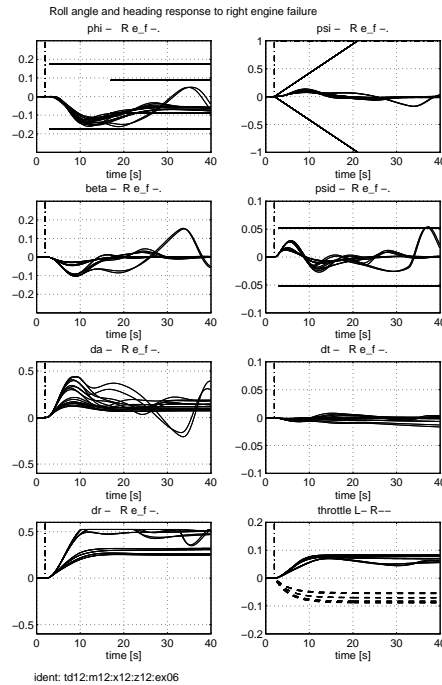 Roll angle and heading response to right engine failure
phi −   R e_f −.
psi −   R e_f −.
0.2
0.1
0
−0.1
−0.2
0 10 20 30 40
time [s]
1
0.5
0
−0.5
−1
0 10 20 30 40
time [s]
beta −   R e_f −.
psid −   R e_f −.
0.2
0.1
0
−0.1
−0.2
0 10 20 30 40
time [s]
0.1
0.05
0
−0.05
−0.1
0 10 20 30 40
time [s]
da −   R e_f −.
dt −   R e_f −.
0.5
0
−0.5
0 10 20 30 40
time [s]
0.1
0.05
0
−0.05
−0.1
0 10 20 30 40
time [s]
dr −   R e_f −.
throttle L− R−−
0.5
0
−0.5
0 10 20 30 40
time [s]
0.2
0.1
0
−0.1
−0.2
0 10 20 30 40
time [s]
ident: td12;m12;x12;z12;ex06